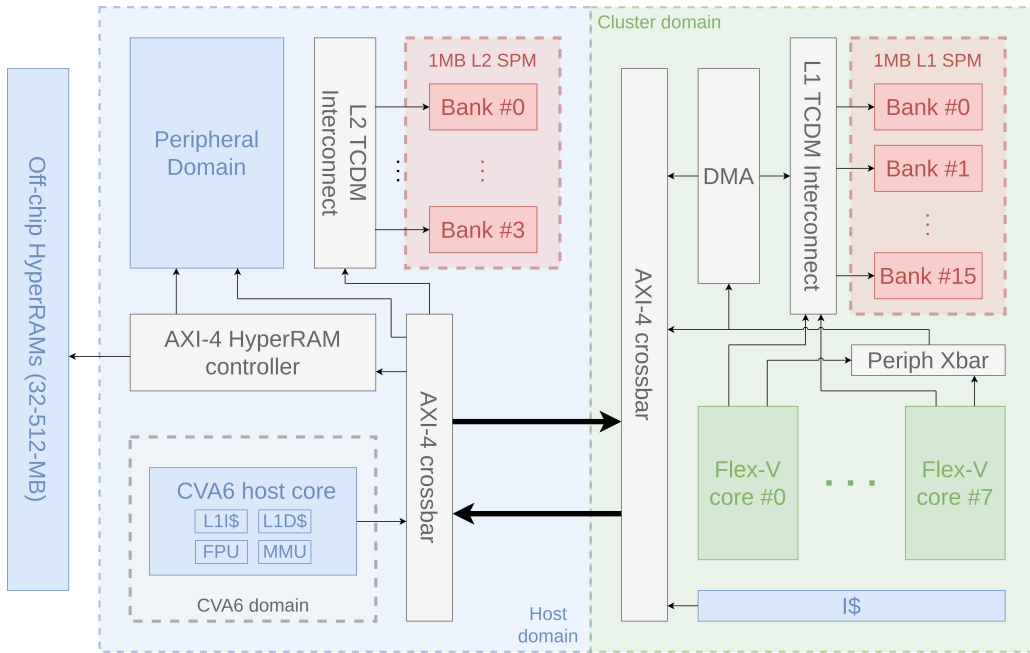 Off-chip HyperRAMs (32-512-MB)
Peripheral
Domain
L2 TCDM
Interconnect
1MB L2 SPM
Bank #0
Bank #3
AXI-4 HyperRAM
controller
AXI-4 crossbar
CVA6 host core
L1I$ L1D$
FPU MMU
CVA6 domain
Host
domain
Cluster domain
AXI-4 crossbar
DMA
L1 TCDM Interconnect
1MB L1 SPM
Bank #0
Bank #1
Bank #15
Periph Xbar
Flex-V
core #0
Flex-V
core #7
I$